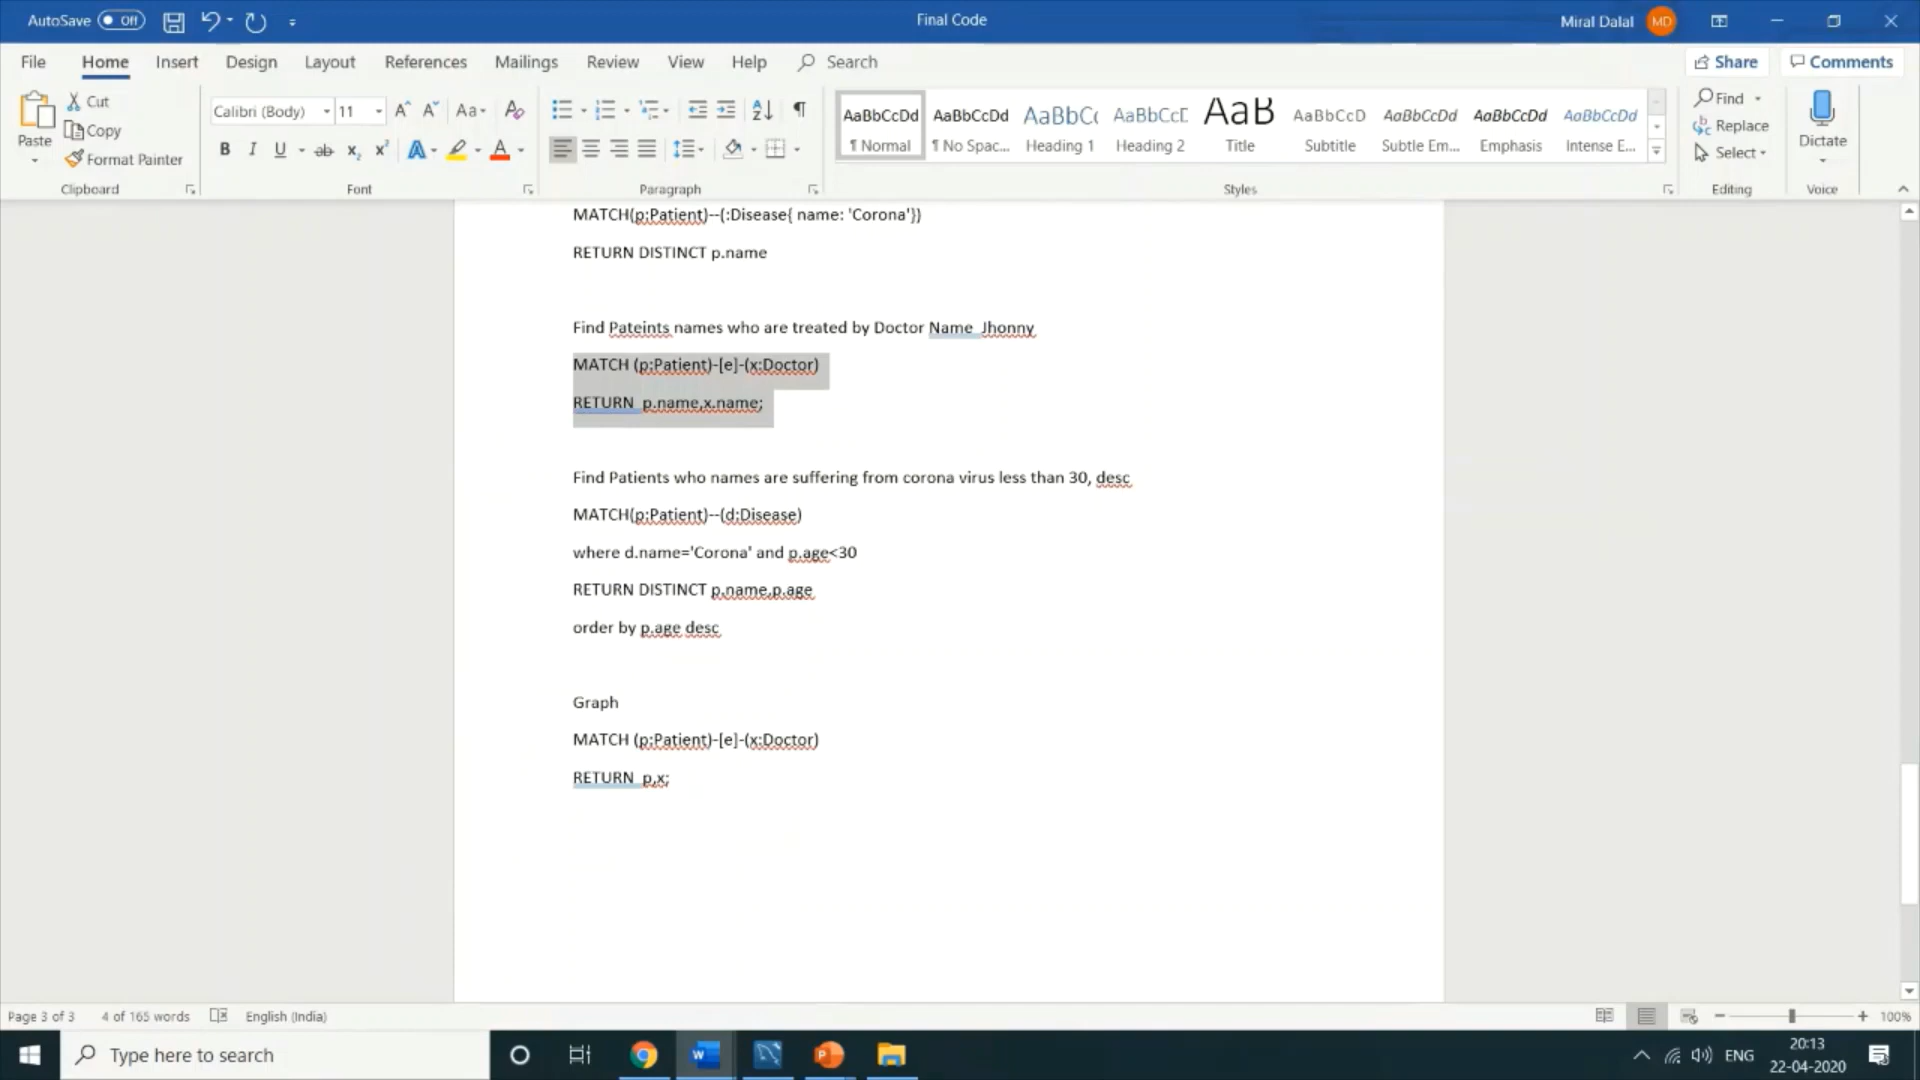 AutoSave Off Final Code Miral Dalal MD
File Home Insert Design Layout References Mailings Review View Help Search Share Comments
Paste Cut Copy Format Painter Clipboard
Calibri (Body) 11 Aa B I U ab x₂ x² A A Font
Paragraph
AaBbCcDd ¶ Normal AaBbCcDd ¶ No Spac... AaBbC Heading 1 AaBbCcC Heading 2 AaB Title AaBbCcD Subtitle AaBbCcDd Subtle Em... AaBbCcDd Emphasis AaBbCcDd Intense E... Styles
Find Replace Select Editing
Dictate Voice
MATCH(p:Patient)--(:Disease{ name: 'Corona'})
RETURN DISTINCT p.name
Find Pateints names who are treated by Doctor Name Jhonny
MATCH (p:Patient)-[e]-(x:Doctor)
RETURN p.name,x.name;
Find Patients who names are suffering from corona virus less than 30, desc
MATCH(p:Patient)--(d:Disease)
where d.name='Corona' and p.age<30
RETURN DISTINCT p.name,p.age
order by p.age desc
Graph
MATCH (p:Patient)-[e]-(x:Doctor)
RETURN p,x;
Page 3 of 3 4 of 165 words English (India) 100%
Type here to search ENG 20:13
22-04-2020